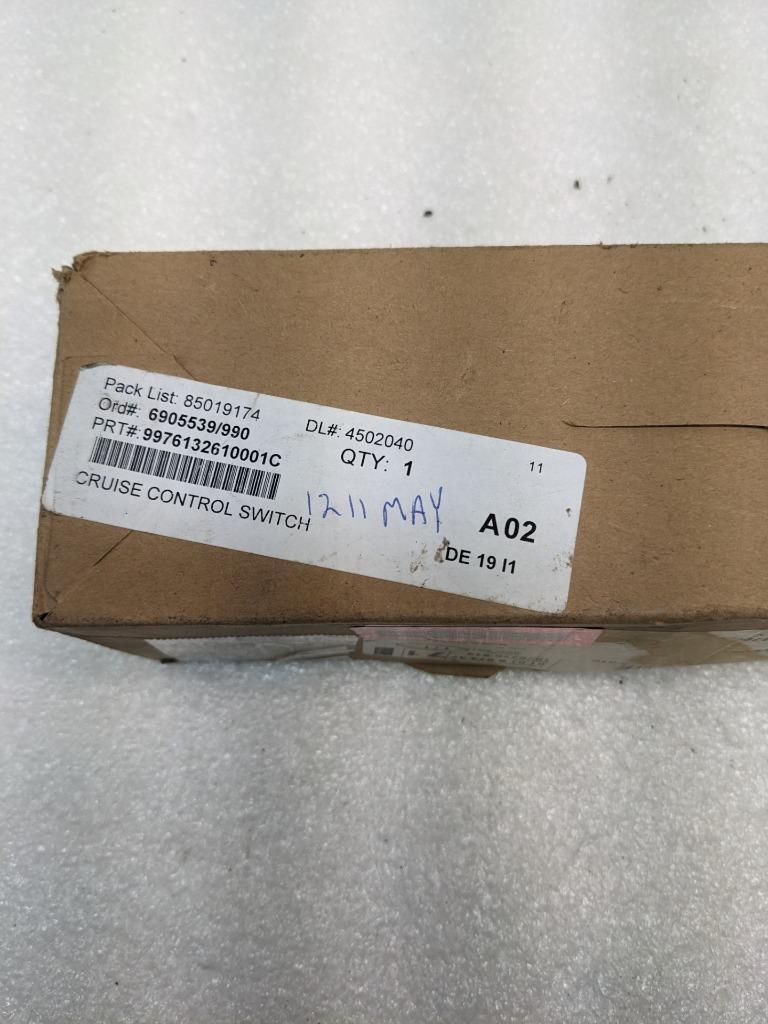 Pack List: 85019174
Ord#: 6905539/990
DL#: 4502040
PRT#: 9976132610001C
QTY: 1
11
CRUISE CONTROL SWITCH
1211 MAY
A02
DE 19 I1